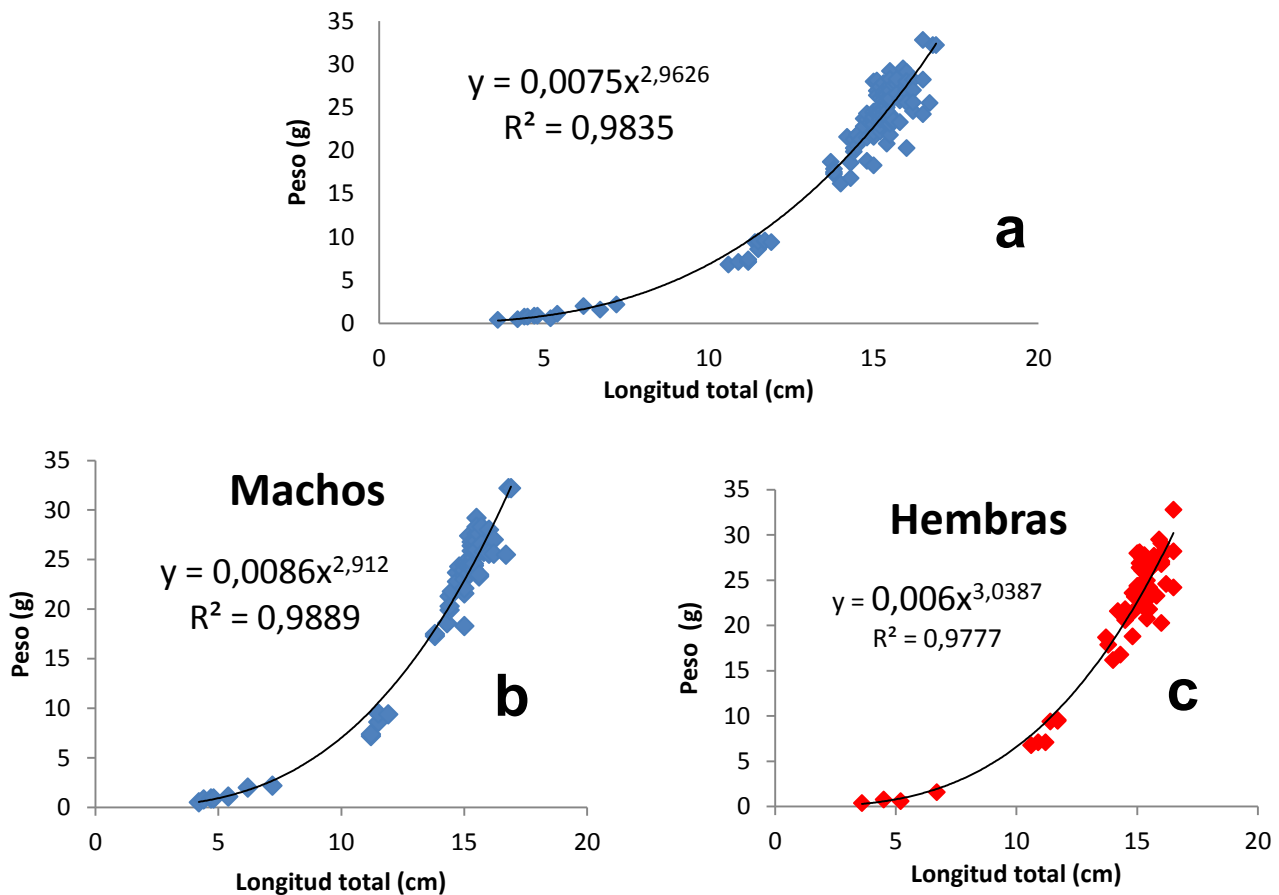 35
30
25
20
15
10
5
0
Peso (g)
y = 0,0075x^2,9626
R² = 0,9835
a
0 5 10 15 20
Longitud total (cm)
35
30
25
20
15
10
5
0
Peso (g)
Machos
y = 0,0086x^2,912
R² = 0,9889
b
0 5 10 15 20
Longitud total (cm)
35
30
25
20
15
10
5
0
Peso (g)
Hembras
y = 0,006x^3,0387
R² = 0,9777
c
0 5 10 15 20
Longitud total (cm)